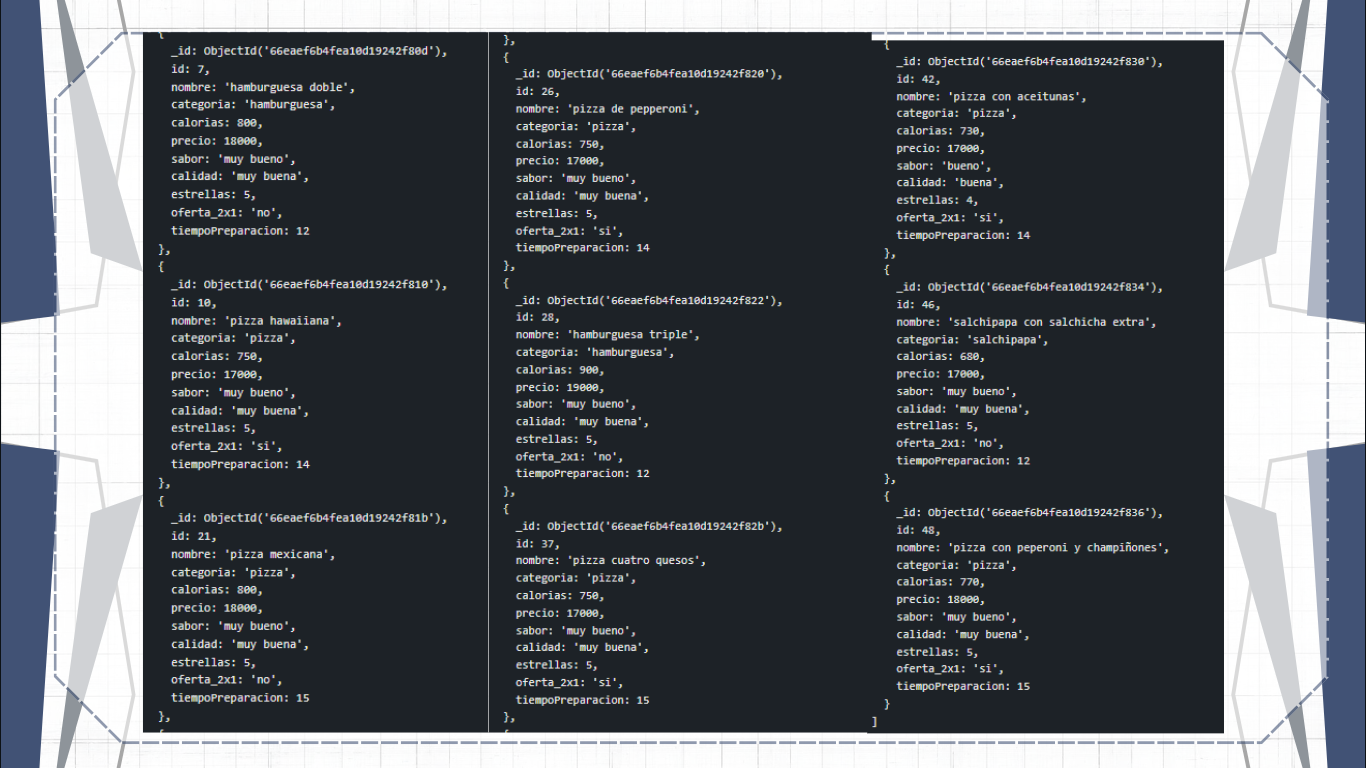 {
_id: ObjectId('66eaef6b4fea10d19242f80d'),
id: 7,
nombre: 'hamburguesa doble',
categoria: 'hamburguesa',
calorias: 800,
precio: 18000,
sabor: 'muy bueno',
calidad: 'muy buena',
estrellas: 5,
oferta_2x1: 'no',
tiempoPreparacion: 12
},
{
_id: ObjectId('66eaef6b4fea10d19242f810'),
id: 10,
nombre: 'pizza hawaiiana',
categoria: 'pizza',
calorias: 750,
precio: 17000,
sabor: 'muy bueno',
calidad: 'muy buena',
estrellas: 5,
oferta_2x1: 'si',
tiempoPreparacion: 14
},
{
_id: ObjectId('66eaef6b4fea10d19242f81b'),
id: 21,
nombre: 'pizza mexicana',
categoria: 'pizza',
calorias: 800,
precio: 18000,
sabor: 'muy bueno',
calidad: 'muy buena',
estrellas: 5,
oferta_2x1: 'no',
tiempoPreparacion: 15
},
{
},
{
_id: ObjectId('66eaef6b4fea10d19242f820'),
id: 26,
nombre: 'pizza de pepperoni',
categoria: 'pizza',
calorias: 750,
precio: 17000,
sabor: 'muy bueno',
calidad: 'muy buena',
estrellas: 5,
oferta_2x1: 'si',
tiempoPreparacion: 14
},
{
_id: ObjectId('66eaef6b4fea10d19242f822'),
id: 28,
nombre: 'hamburguesa triple',
categoria: 'hamburguesa',
calorias: 900,
precio: 19000,
sabor: 'muy bueno',
calidad: 'muy buena',
estrellas: 5,
oferta_2x1: 'no',
tiempoPreparacion: 12
},
{
_id: ObjectId('66eaef6b4fea10d19242f82b'),
id: 37,
nombre: 'pizza cuatro quesos',
categoria: 'pizza',
calorias: 750,
precio: 17000,
sabor: 'muy bueno',
calidad: 'muy buena',
estrellas: 5,
oferta_2x1: 'si',
tiempoPreparacion: 15
},
{
{
_id: ObjectId('66eaef6b4fea10d19242f830'),
id: 42,
nombre: 'pizza con aceitunas',
categoria: 'pizza',
calorias: 730,
precio: 17000,
sabor: 'bueno',
calidad: 'buena',
estrellas: 4,
oferta_2x1: 'si',
tiempoPreparacion: 14
},
{
_id: ObjectId('66eaef6b4fea10d19242f834'),
id: 46,
nombre: 'salchipapa con salchicha extra',
categoria: 'salchipapa',
calorias: 680,
precio: 17000,
sabor: 'muy bueno',
calidad: 'muy buena',
estrellas: 5,
oferta_2x1: 'no',
tiempoPreparacion: 12
},
{
_id: ObjectId('66eaef6b4fea10d19242f836'),
id: 48,
nombre: 'pizza con peperoni y champiñones',
categoria: 'pizza',
calorias: 770,
precio: 18000,
sabor: 'muy bueno',
calidad: 'muy buena',
estrellas: 5,
oferta_2x1: 'si',
tiempoPreparacion: 15
}
]